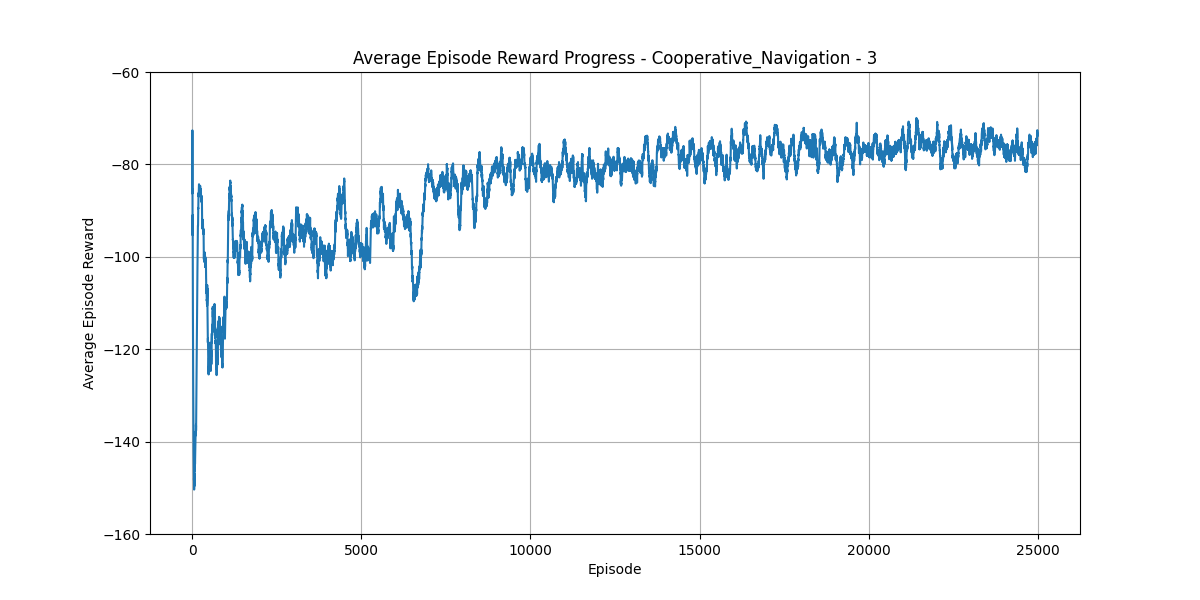 Average Episode Reward Progress - Cooperative_Navigation - 3
Average Episode Reward
−60
−80
−100
−120
−140
−160
0 5000 10000 15000 20000 25000
Episode